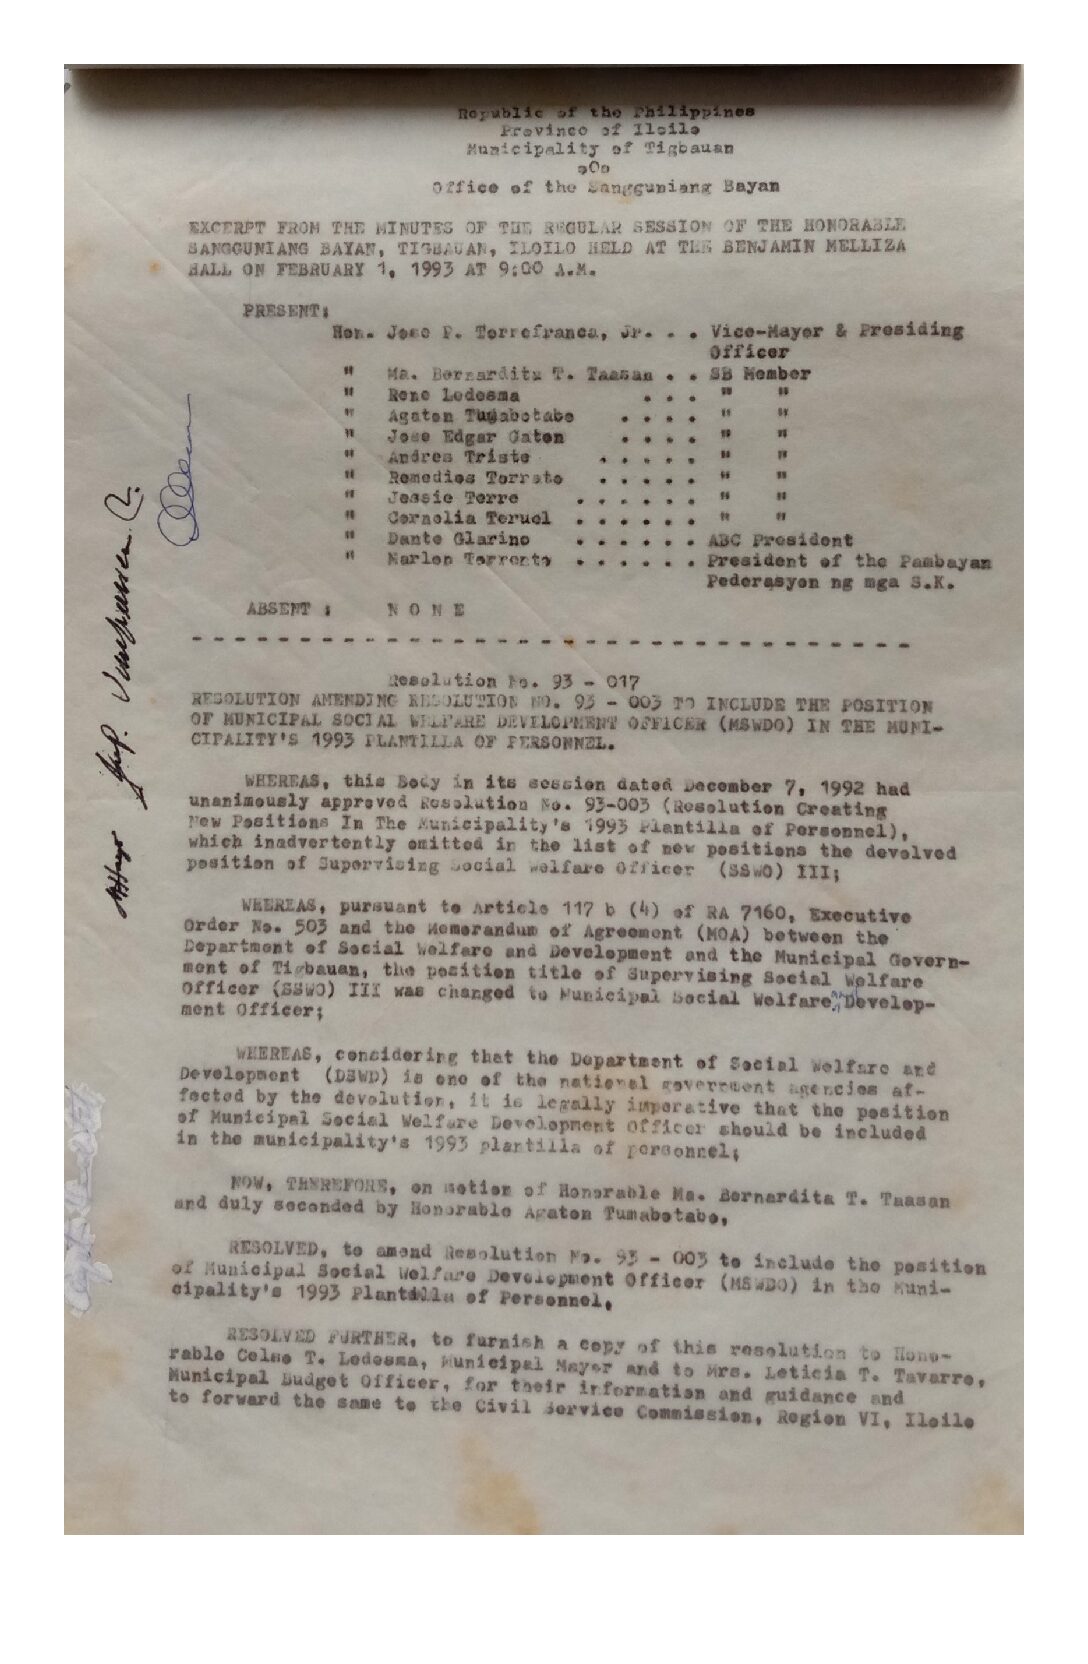 Republic of the Philippines
Province of Iloilo
Municipality of Tigbauan
oOo
Office of the Sangguniang Bayan
EXCERPT FROM THE MINUTES OF THE REGULAR SESSION OF THE HONORABLE
SANGGUNIANG BAYAN, TIGBAUAN, ILOILO HELD AT THE BENJAMIN MELLIZA
HALL ON FEBRUARY 1, 1993 AT 9:00 A.M.
PRESENT:
Hon. Jose P. Torrefranca, Jr. . . Vice-Mayor & Presiding
Officer
" Ma. Bernardita T. Taasan . . SB Member
" Rene Ledesma . . . " "
" Agaton Tumabotabo . . . . " "
" Jose Edgar Gaton . . . . " "
" Andres Triste . . . . . " "
" Remedios Torrato . . . . . " "
" Jessie Torre . . . . . . " "
" Cornelia Teruel . . . . . . " "
" Dante Glarino . . . . . . ABC President
" Marlon Torrento . . . . . . President of the Pambayan
Pederasyon ng mga S.K.
ABSENT : N O N E
- - - - - - - - - - - - - - - - - - - - - - - - - - - - - - - - -
Resolution No. 93 - 017
RESOLUTION AMENDING RESOLUTION NO. 93 - 003 TO INCLUDE THE POSITION
OF MUNICIPAL SOCIAL WELFARE DEVELOPMENT OFFICER (MSWDO) IN THE MUNI-
CIPALITY'S 1993 PLANTILLA OF PERSONNEL.
WHEREAS, this Body in its session dated December 7, 1992 had
unanimously approved Resolution No. 93-003 (Resolution Creating
New Positions In The Municipality's 1993 Plantilla of Personnel),
which inadvertently omitted in the list of new positions the devolved
position of Supervising Social Welfare Officer (SSWO) III;
WHEREAS, pursuant to Article 117 b (4) of RA 7160, Executive
Order No. 503 and the Memorandum of Agreement (MOA) between the
Department of Social Welfare and Development and the Municipal Govern-
ment of Tigbauan, the position title of Supervising Social Welfare
Officer (SSWO) III was changed to Municipal Social Welfare and Develop-
ment Officer;
WHEREAS, considering that the Department of Social Welfare and
Development (DSWD) is one of the national government agencies af-
fected by the devolution, it is legally imperative that the position
of Municipal Social Welfare Development Officer should be included
in the municipality's 1993 plantilla of personnel;
NOW, THEREFORE, on motion of Honorable Ma. Bernardita T. Taasan
and duly seconded by Honorable Agaton Tumabotabo,
RESOLVED, to amend Resolution No. 93 - 003 to include the position
of Municipal Social Welfare Development Officer (MSWDO) in the Muni-
cipality's 1993 Plantilla of Personnel.
RESOLVED FURTHER, to furnish a copy of this resolution to Hono-
rable Celso T. Ledesma, Municipal Mayor and to Mrs. Leticia T. Tavarro,
Municipal Budget Officer, for their information and guidance and
to forward the same to the Civil Service Commission, Region VI, Iloilo